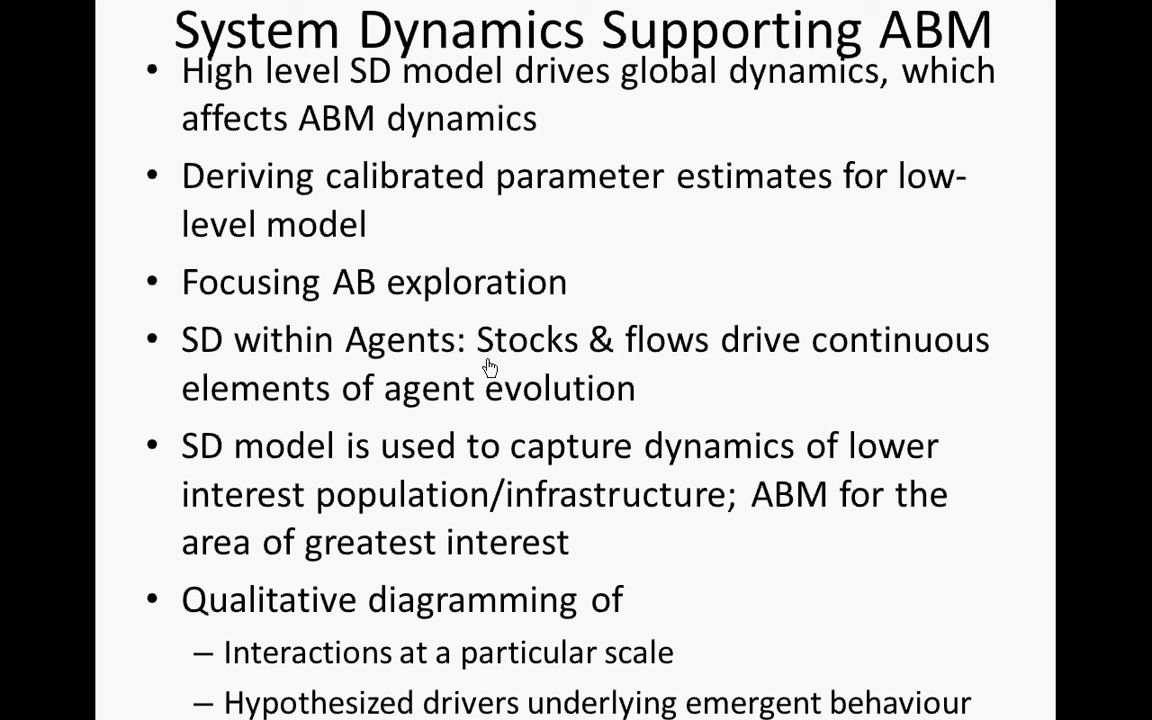 System Dynamics Supporting ABM
• High level SD model drives global dynamics, which
affects ABM dynamics
• Deriving calibrated parameter estimates for low-
level model
• Focusing AB exploration
• SD within Agents: Stocks & flows drive continuous
elements of agent evolution
• SD model is used to capture dynamics of lower
interest population/infrastructure; ABM for the
area of greatest interest
• Qualitative diagramming of
– Interactions at a particular scale
– Hypothesized drivers underlying emergent behaviour